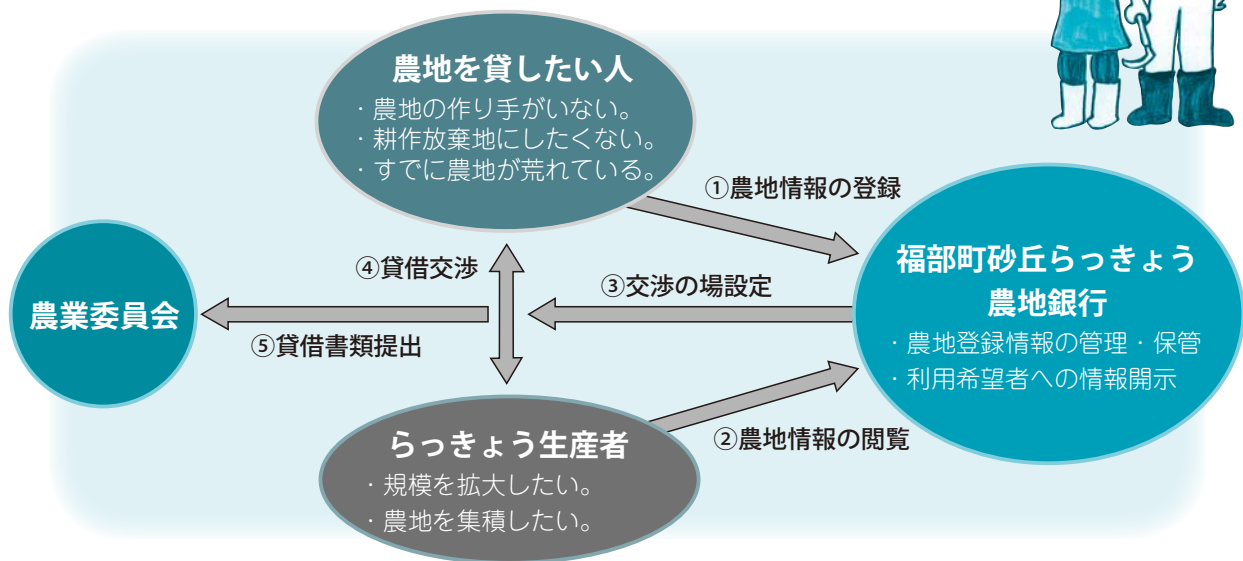 農地を貸したい人
・農地の作り手がいない。
・耕作放棄地にしたくない。
・すでに農地が荒れている。
①農地情報の登録
福部町砂丘らっきょう
農地銀行
・農地登録情報の管理・保管
・利用希望者への情報開示
④貸借交渉
③交渉の場設定
農業委員会
⑤貸借書類提出
らっきょう生産者
・規模を拡大したい。
・農地を集積したい。
②農地情報の閲覧